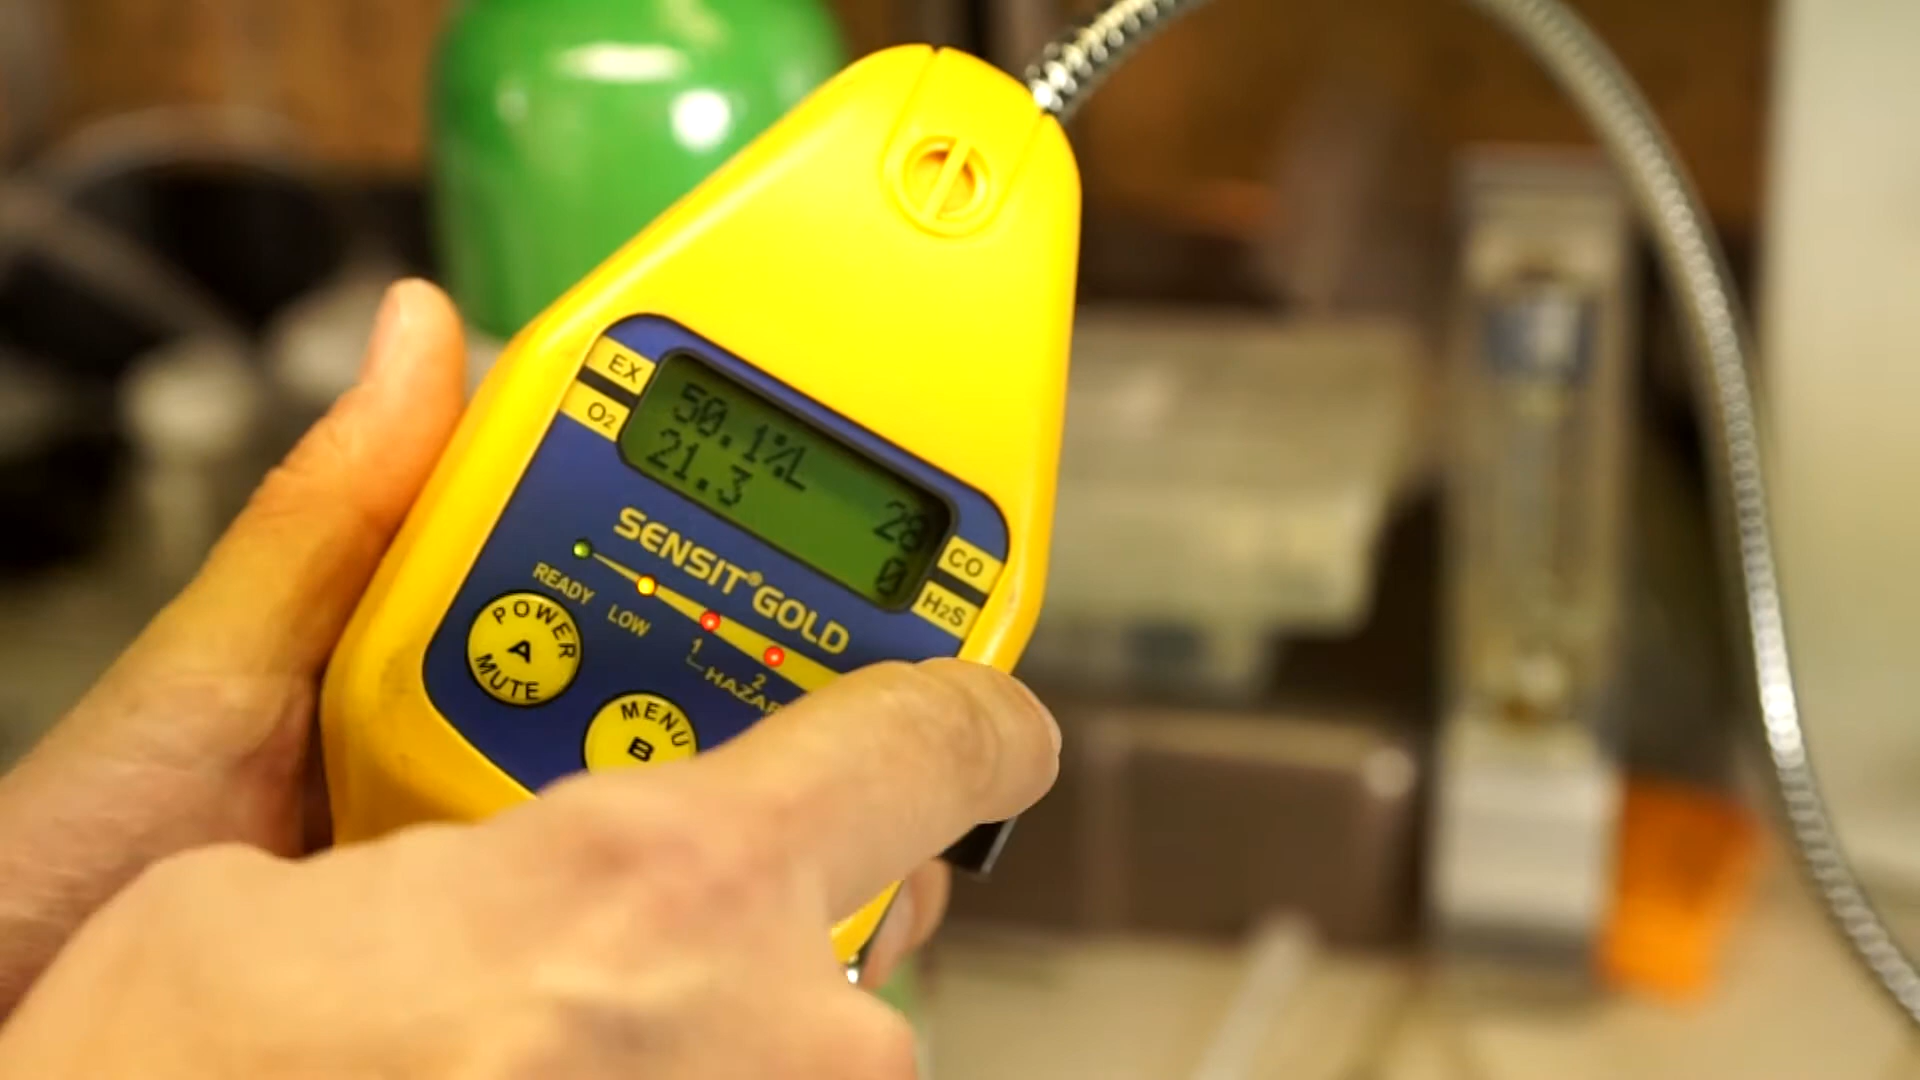 EX
O2
50.1%L 28
21.3 0
CO
H2S
SENSIT® GOLD
READY
LOW
1
2
POWER
A
MUTE
MENU
B